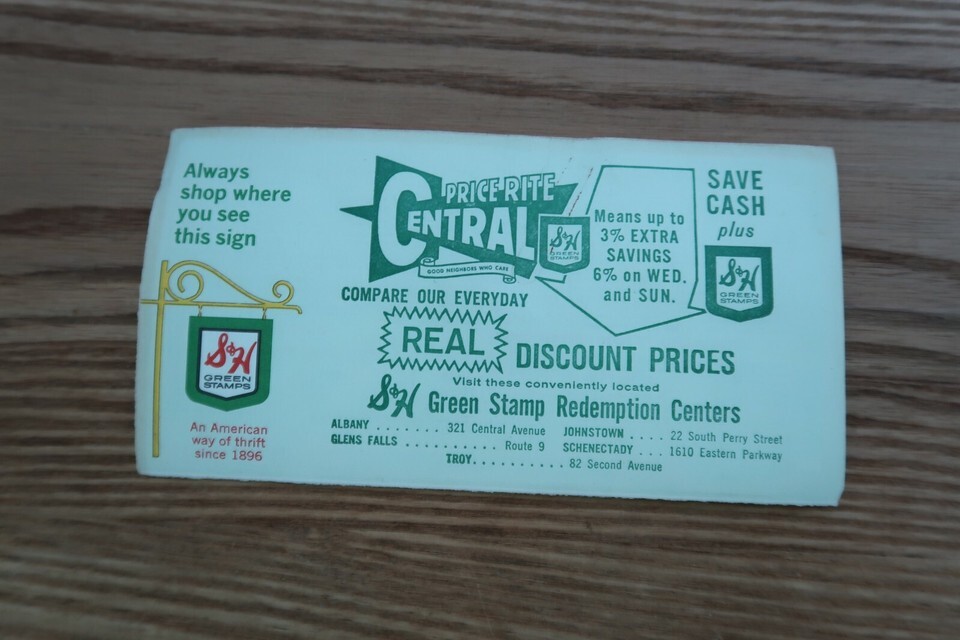 Always
shop where
you see
this sign
S&H
GREEN
STAMPS
An American
way of thrift
since 1896
PRICE-RITE
CENTRAL
GOOD NEIGHBORS WHO CARE
S&H
GREEN
STAMPS
Means up to
3% EXTRA
SAVINGS
6% on WED.
and SUN.
SAVE
CASH
plus
S&H
GREEN
STAMPS
COMPARE OUR EVERYDAY
REAL DISCOUNT PRICES
Visit these conveniently located
S&H Green Stamp Redemption Centers
ALBANY ....... 321 Central Avenue
GLENS FALLS .......... Route 9
JOHNSTOWN .... 22 South Perry Street
SCHENECTADY ... 1610 Eastern Parkway
TROY.......... 82 Second Avenue